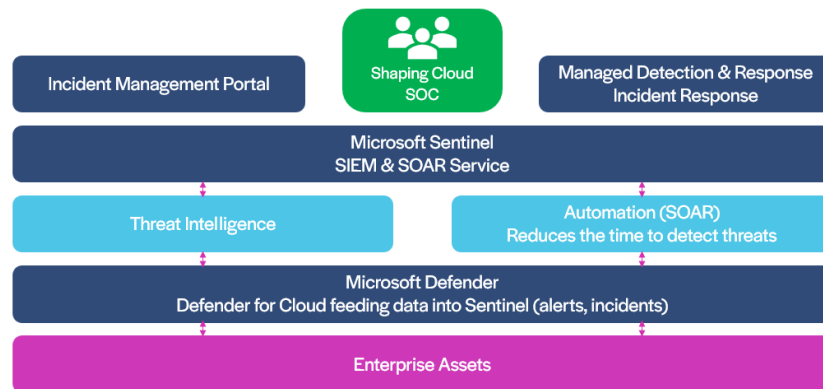 Shaping Cloud
SOC
Incident Management Portal
Managed Detection & Response
Incident Response
Microsoft Sentinel
SIEM & SOAR Service
Threat Intelligence
Automation (SOAR)
Reduces the time to detect threats
Microsoft Defender
Defender for Cloud feeding data into Sentinel (alerts, incidents)
Enterprise Assets